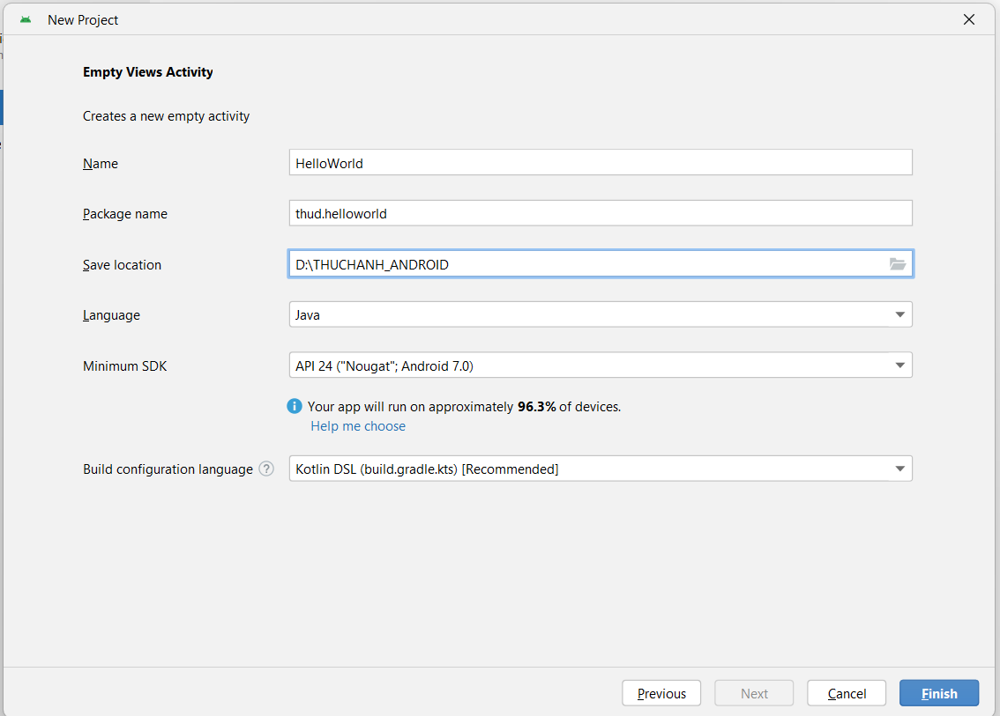 New Project
Empty Views Activity
Creates a new empty activity
Name HelloWorld
Package name thud.helloworld
Save location D:\THUCHANH_ANDROID
Language Java
Minimum SDK API 24 ("Nougat"; Android 7.0)
Your app will run on approximately 96.3% of devices.
Help me choose
Build configuration language ? Kotlin DSL (build.gradle.kts) [Recommended]
Previous Next Cancel Finish